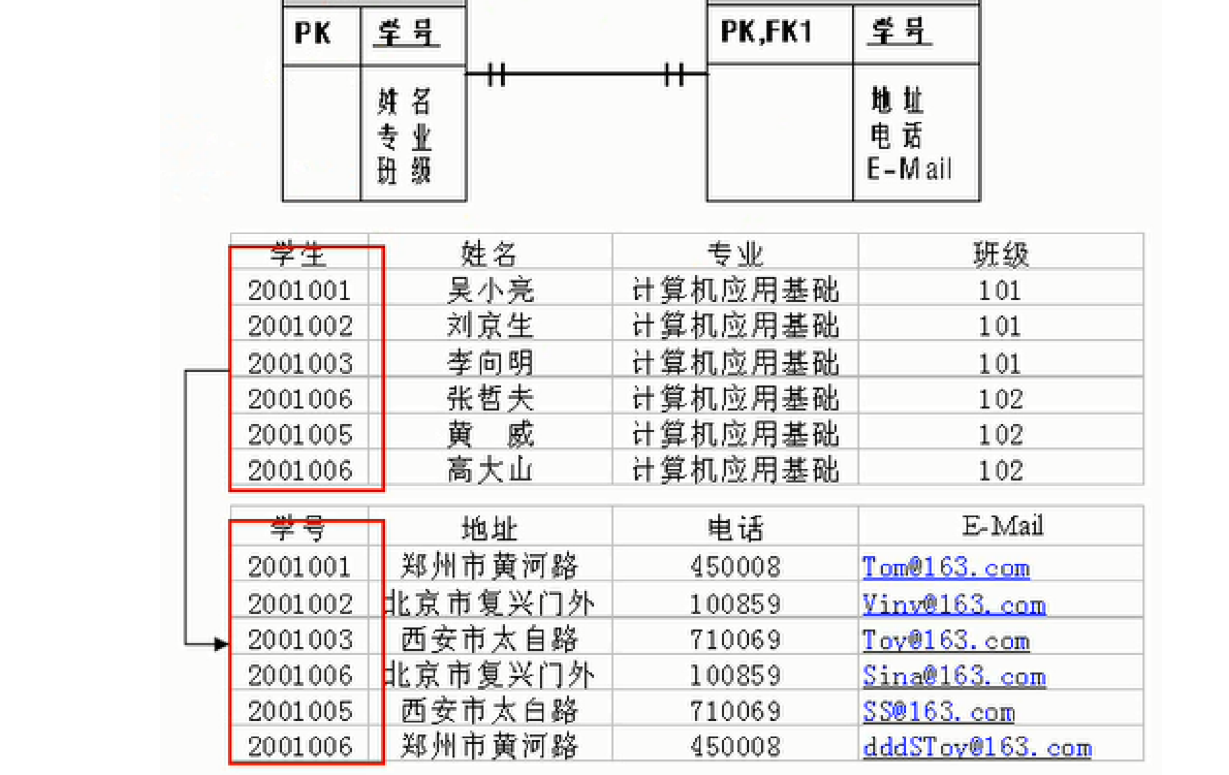 PK 学号
姓名
专业
班级
PK,FK1 学号
地址
电话
E-Mail
学生 姓名 专业 班级
2001001 吴小亮 计算机应用基础 101
2001002 刘京生 计算机应用基础 101
2001003 李向明 计算机应用基础 101
2001006 张哲夫 计算机应用基础 102
2001005 黄 威 计算机应用基础 102
2001006 高大山 计算机应用基础 102
学号 地址 电话 E-Mail
2001001 郑州市黄河路 450008 Tom@163.com
2001002 北京市复兴门外 100859 Vinv@163.com
2001003 西安市太白路 710069 Toy@163.com
2001006 北京市复兴门外 100859 Sina@163.com
2001005 西安市太白路 710069 SS@163.com
2001006 郑州市黄河路 450008 dddSToy@163.com